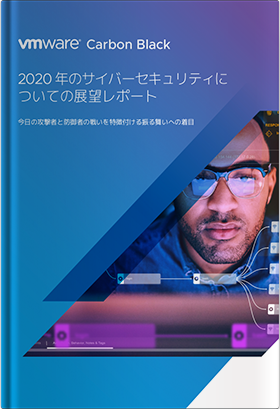 vmware® Carbon Black
2020 年のサイバーセキュリティに
ついての展望レポート
今日の攻撃者と防御者の戦いを特徴付ける振る舞いへの着目